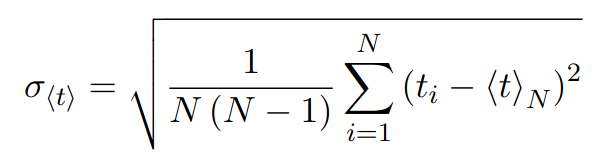 σ⟨t⟩ = √( 1 / (N (N − 1)) ∑_{i=1}^{N} (t_i − ⟨t⟩_N)² )